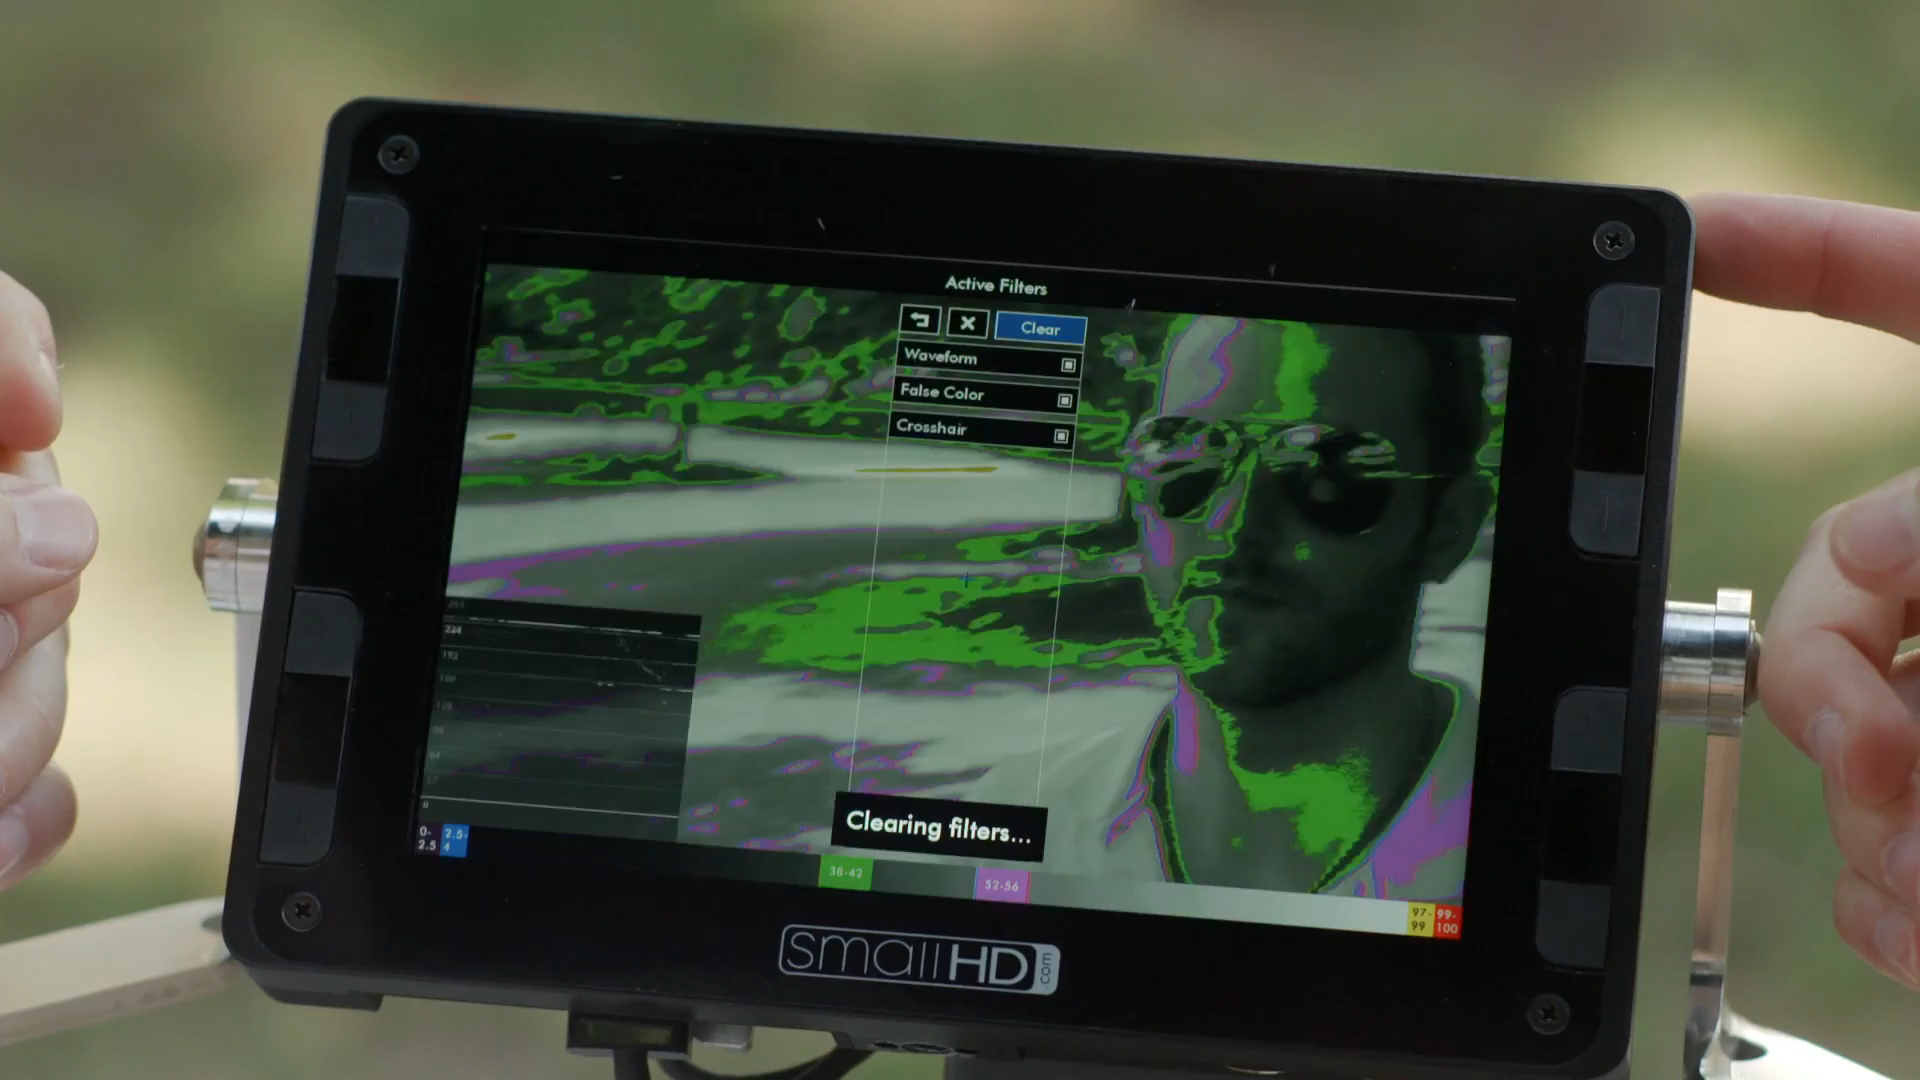 Active Filters
Clear
Waveform
False Color
Crosshair
224
192
0
Clearing filters...
0-
2.5
2.5-
4
38-42
52-56
97-
99
99-
100
smallHD.com